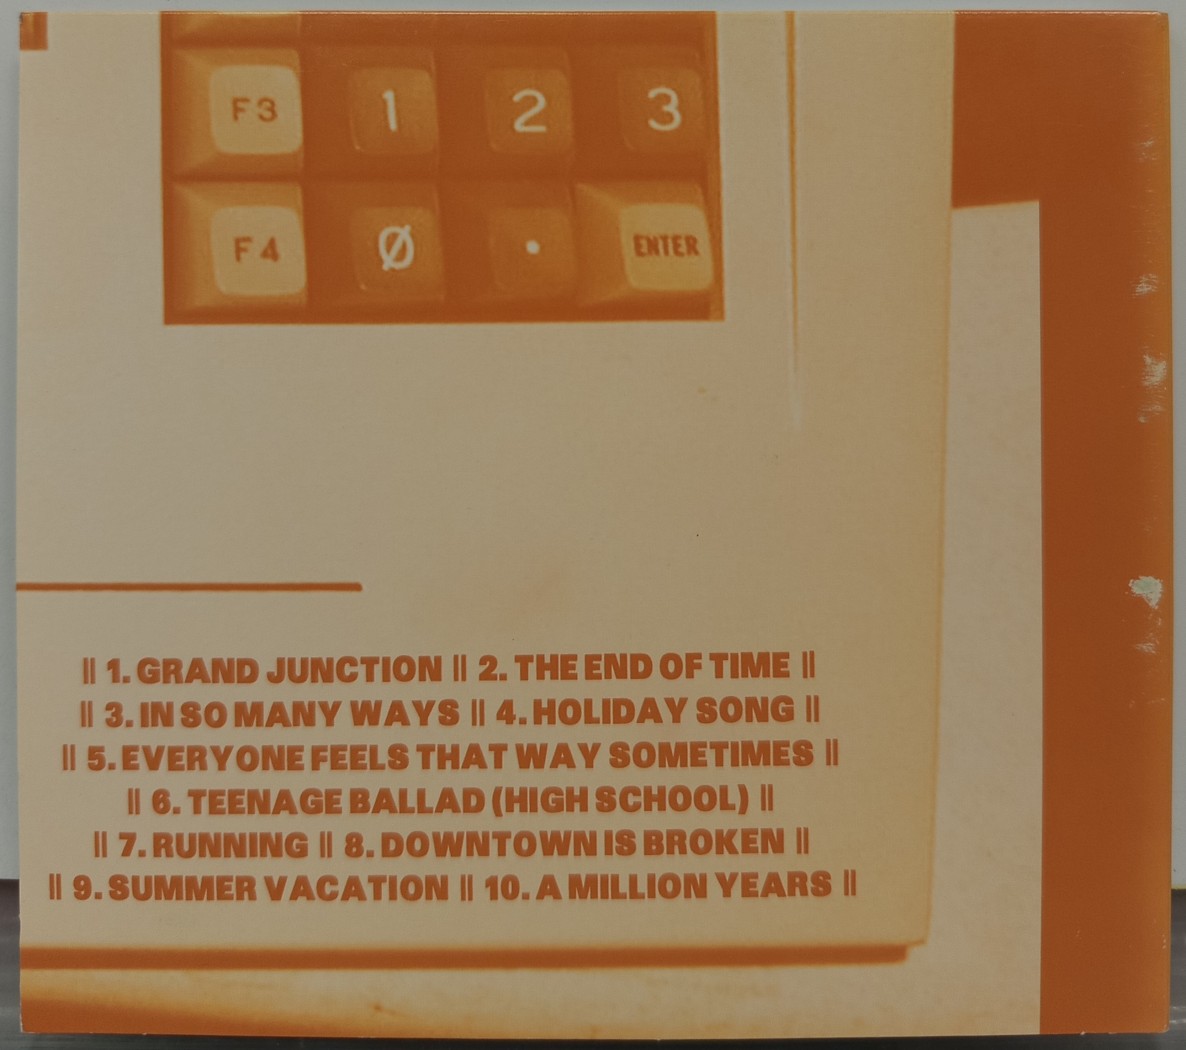 F3 1 2 3
F4 Ø . ENTER
|| 1. GRAND JUNCTION || 2. THE END OF TIME ||
|| 3. IN SO MANY WAYS || 4. HOLIDAY SONG ||
|| 5. EVERYONE FEELS THAT WAY SOMETIMES ||
|| 6. TEENAGE BALLAD (HIGH SCHOOL) ||
|| 7. RUNNING || 8. DOWNTOWN IS BROKEN ||
|| 9. SUMMER VACATION || 10. A MILLION YEARS ||